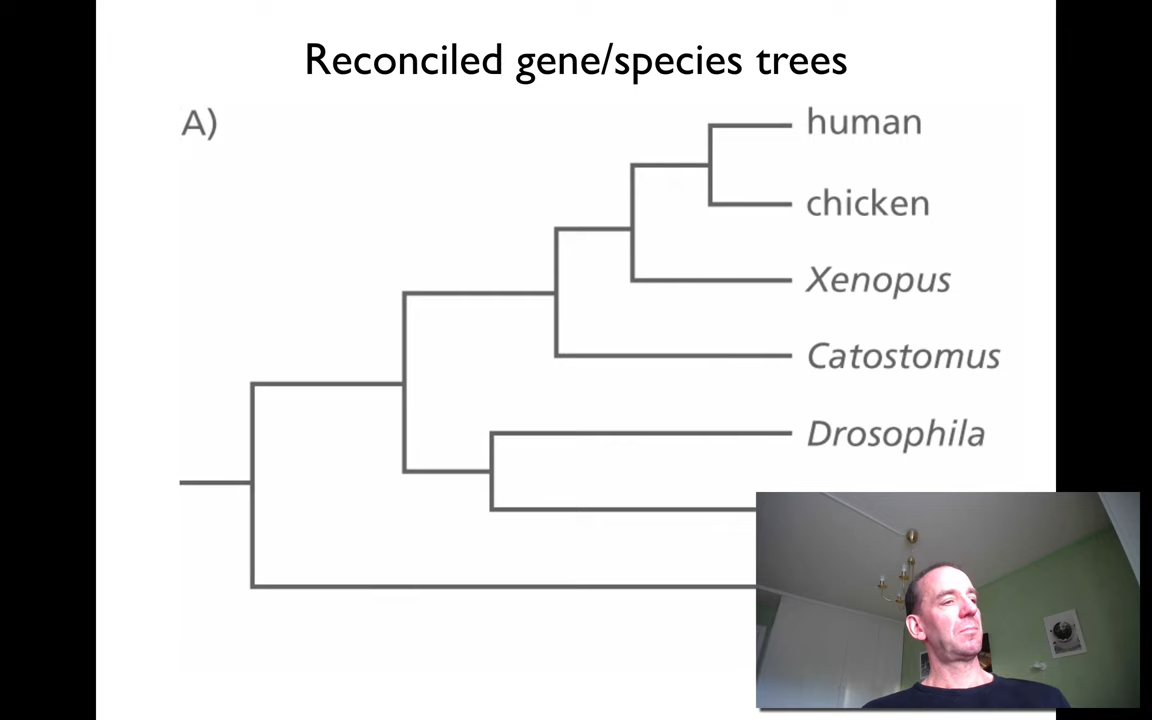 Reconciled gene/species trees
A)
human
chicken
Xenopus
Catostomus
Drosophila